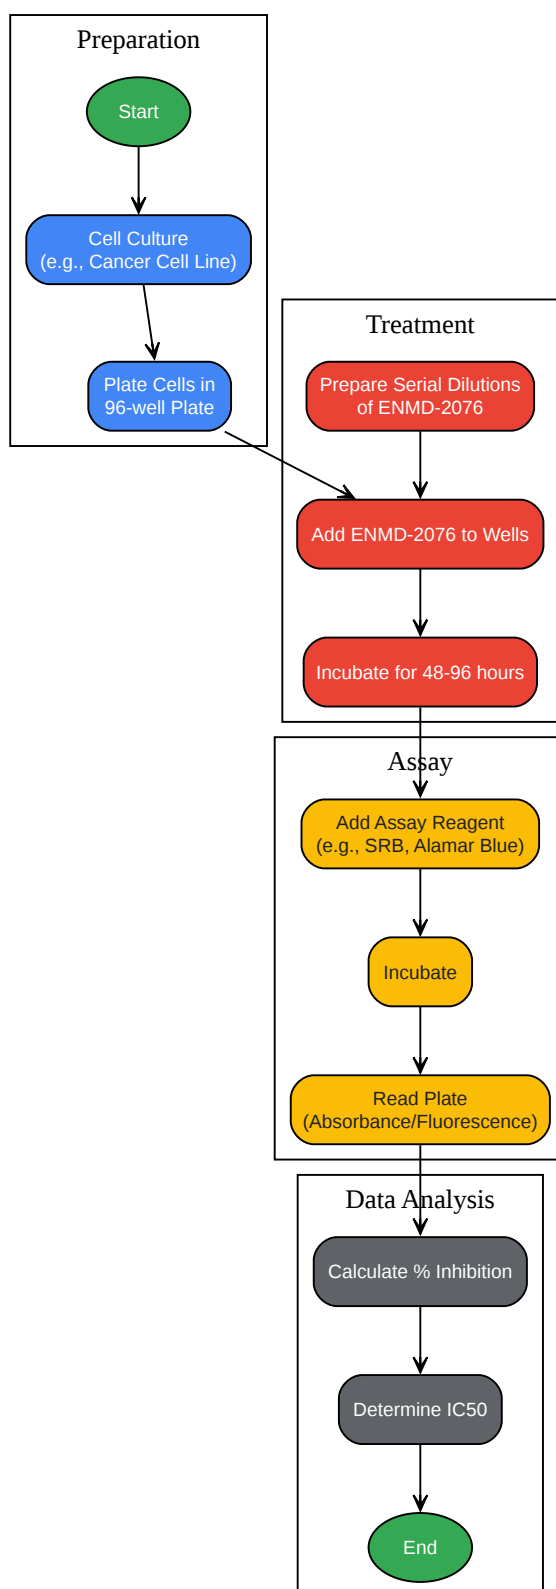 Preparation
Start
Cell Culture
(e.g., Cancer Cell Line)
Plate Cells in
96-well Plate
Treatment
Prepare Serial Dilutions
of ENMD-2076
Add ENMD-2076 to Wells
Incubate for 48-96 hours
Assay
Add Assay Reagent
(e.g., SRB, Alamar Blue)
Incubate
Read Plate
(Absorbance/Fluorescence)
Data Analysis
Calculate % Inhibition
Determine IC50
End